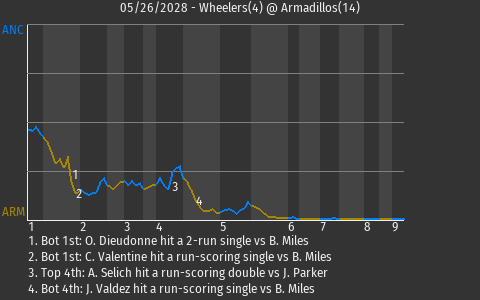 05/26/2028 - Wheelers(4) @ Armadillos(14)
ANC
1
2
3
4
ARM
1 2 3 4 5 6 7 8 9
1. Bot 1st: O. Dieudonne hit a 2-run single vs B. Miles
2. Bot 1st: C. Valentine hit a run-scoring single vs B. Miles
3. Top 4th: A. Selich hit a run-scoring double vs J. Parker
4. Bot 4th: J. Valdez hit a run-scoring single vs B. Miles